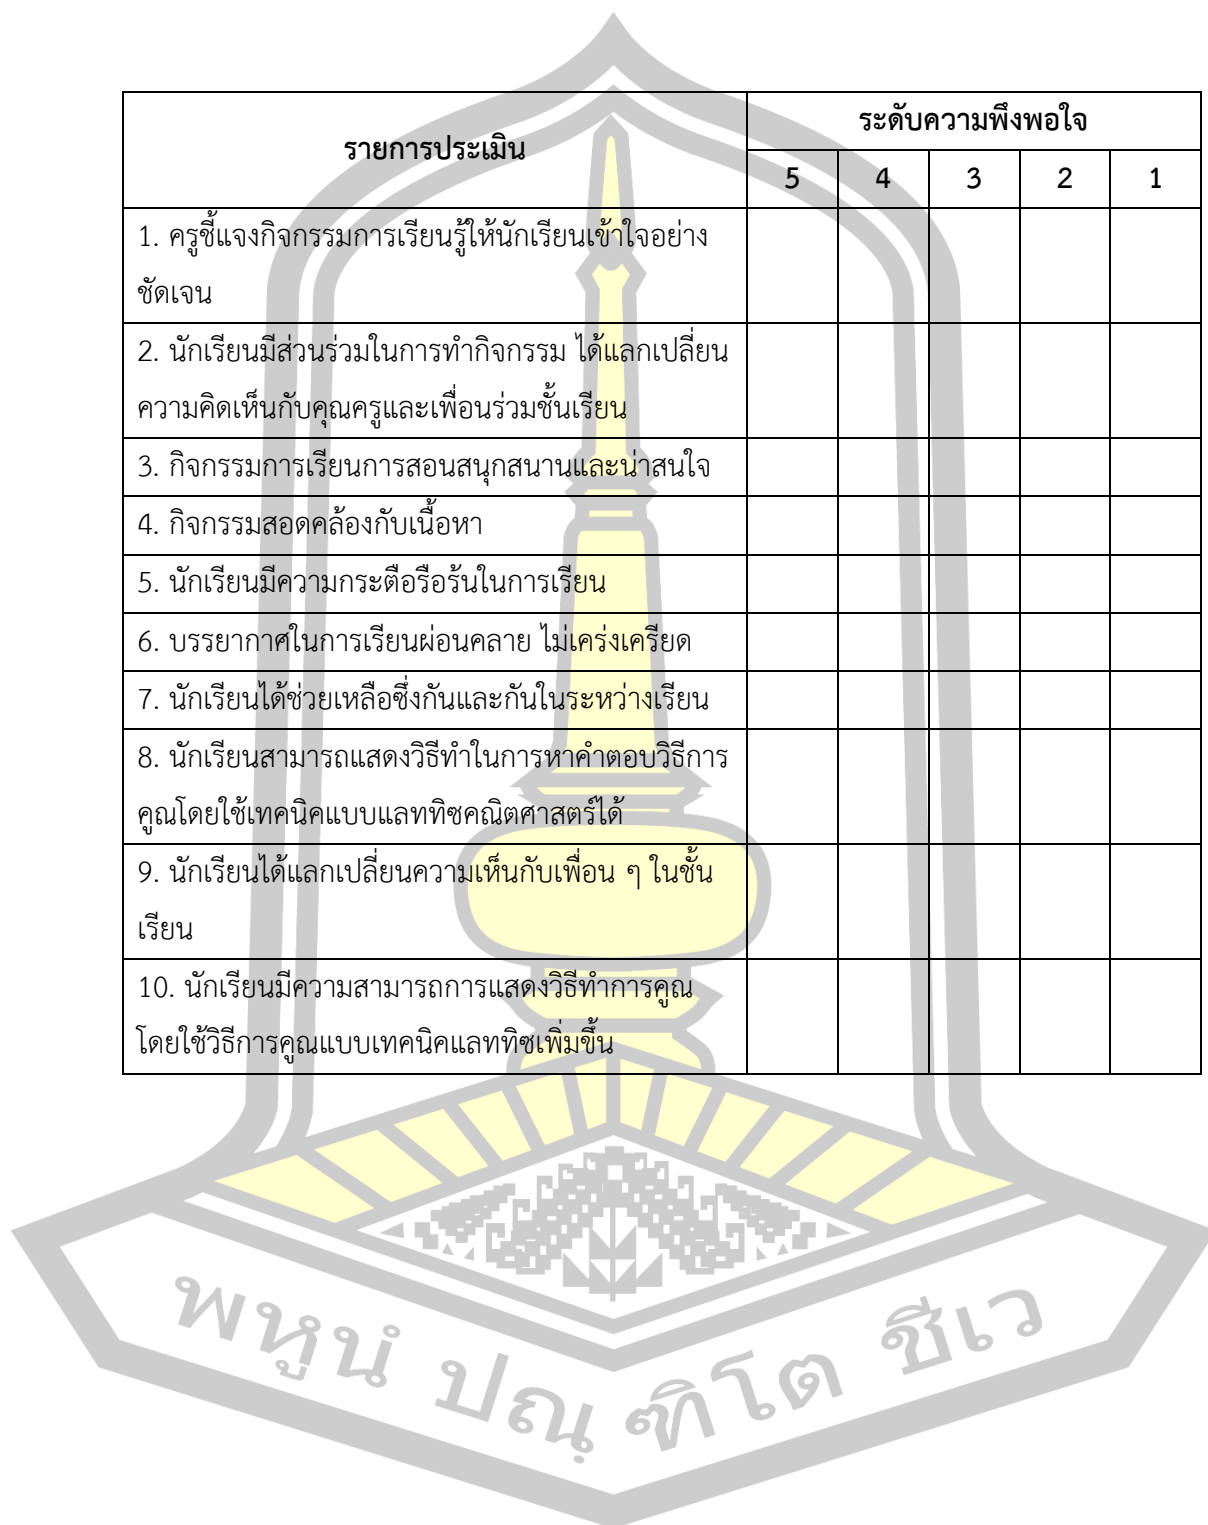 รายการประเมิน
ระดับความพึงพอใจ
5 4 3 2 1
1. ครูชี้แจงกิจกรรมการเรียนรู้ให้นักเรียนเข้าใจอย่าง
ชัดเจน
2. นักเรียนมีส่วนร่วมในการทำกิจกรรม ได้แลกเปลี่ยน
ความคิดเห็นกับคุณครูและเพื่อนร่วมชั้นเรียน
3. กิจกรรมการเรียนการสอนสนุกสนานและน่าสนใจ
4. กิจกรรมสอดคล้องกับเนื้อหา
5. นักเรียนมีความกระตือรือร้นในการเรียน
6. บรรยากาศในการเรียนผ่อนคลาย ไม่เคร่งเครียด
7. นักเรียนได้ช่วยเหลือซึ่งกันและกันในระหว่างเรียน
8. นักเรียนสามารถแสดงวิธีทำในการหาคำตอบวิธีการ
คูณโดยใช้เทคนิคแบบแลททิซคณิตศาสตร์ได้
9. นักเรียนได้แลกเปลี่ยนความเห็นกับเพื่อน ๆ ในชั้น
เรียน
10. นักเรียนมีความสามารถการแสดงวิธีทำการคูณ
โดยใช้วิธีการคูณแบบเทคนิคแลททิซเพิ่มขึ้น
พหูนํ ปณฺฑิโต ชีเว